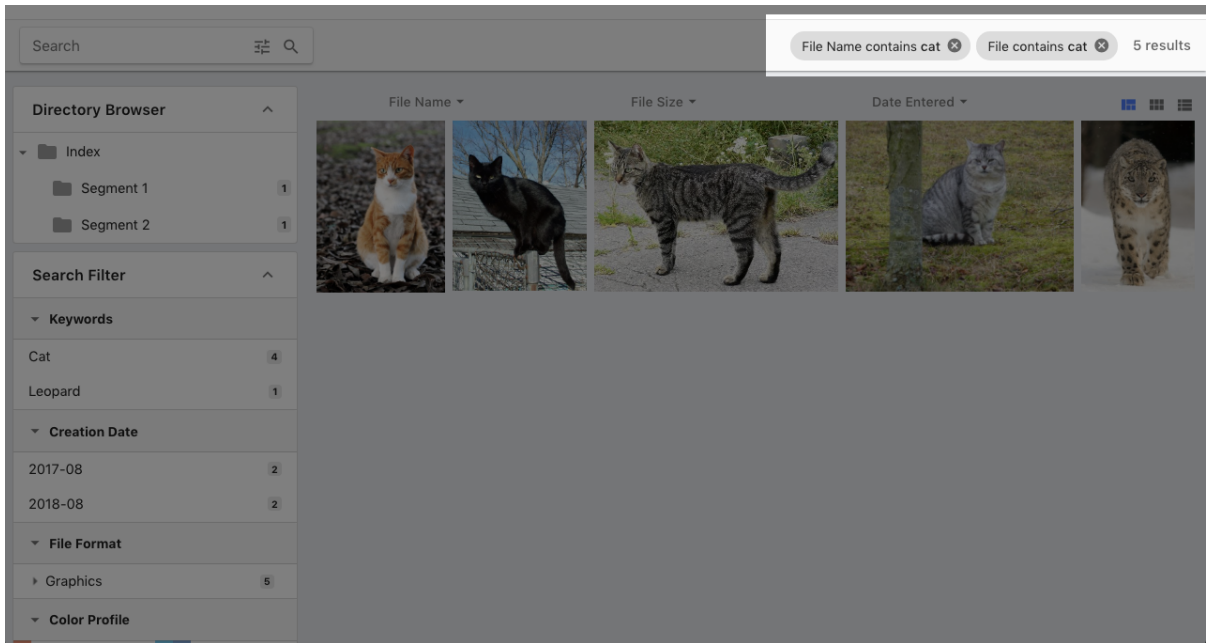 Search
File Name contains cat
File contains cat
5 results
Directory Browser
Index
Segment 1 1
Segment 2 1
Search Filter
Keywords
Cat 4
Leopard 1
Creation Date
2017-08 2
2018-08 2
File Format
Graphics 5
Color Profile
File Name
File Size
Date Entered